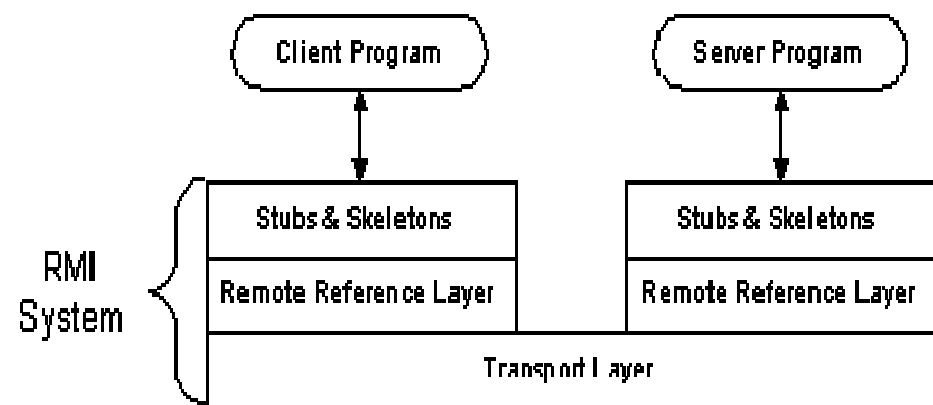 Client Program
Server Program
Stubs & Skeletons
Stubs & Skeletons
RMI
System
Remote Reference Layer
Remote Reference Layer
Transport Layer